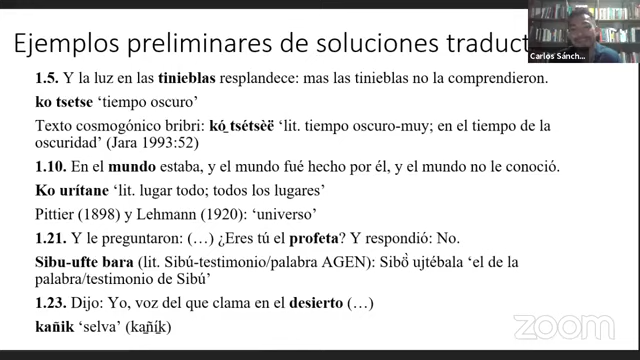 Ejemplos preliminares de soluciones
Carlos Sánch...
1.5. Y la luz en las tinieblas resplandece: mas las tinieblas no la comprendieron.
ko tsetse ‘tiempo oscuro’
Texto cosmogónico bribri: kó̠ tsétsèë ‘lit. tiempo oscuro-muy; en el tiempo de la
oscuridad’ (Jara 1993:52)
1.10. En el mundo estaba, y el mundo fué hecho por él, y el mundo no le conoció.
Ko urítane ‘lit. lugar todo; todos los lugares’
Pittier (1898) y Lehmann (1920): ‘universo’
1.21. Y le preguntaron: (…) ¿Eres tú el profeta? Y respondió: No.
Sibu-ufte bara (lit. Sibú-testimonio/palabra AGEN): Sibö̀ ujtébala ‘el de la
palabra/testimonio de Sibú’
1.23. Dijo: Yo, voz del que clama en el desierto (…)
kañik ‘selva’ (ka̠ñíḵ)
zoom